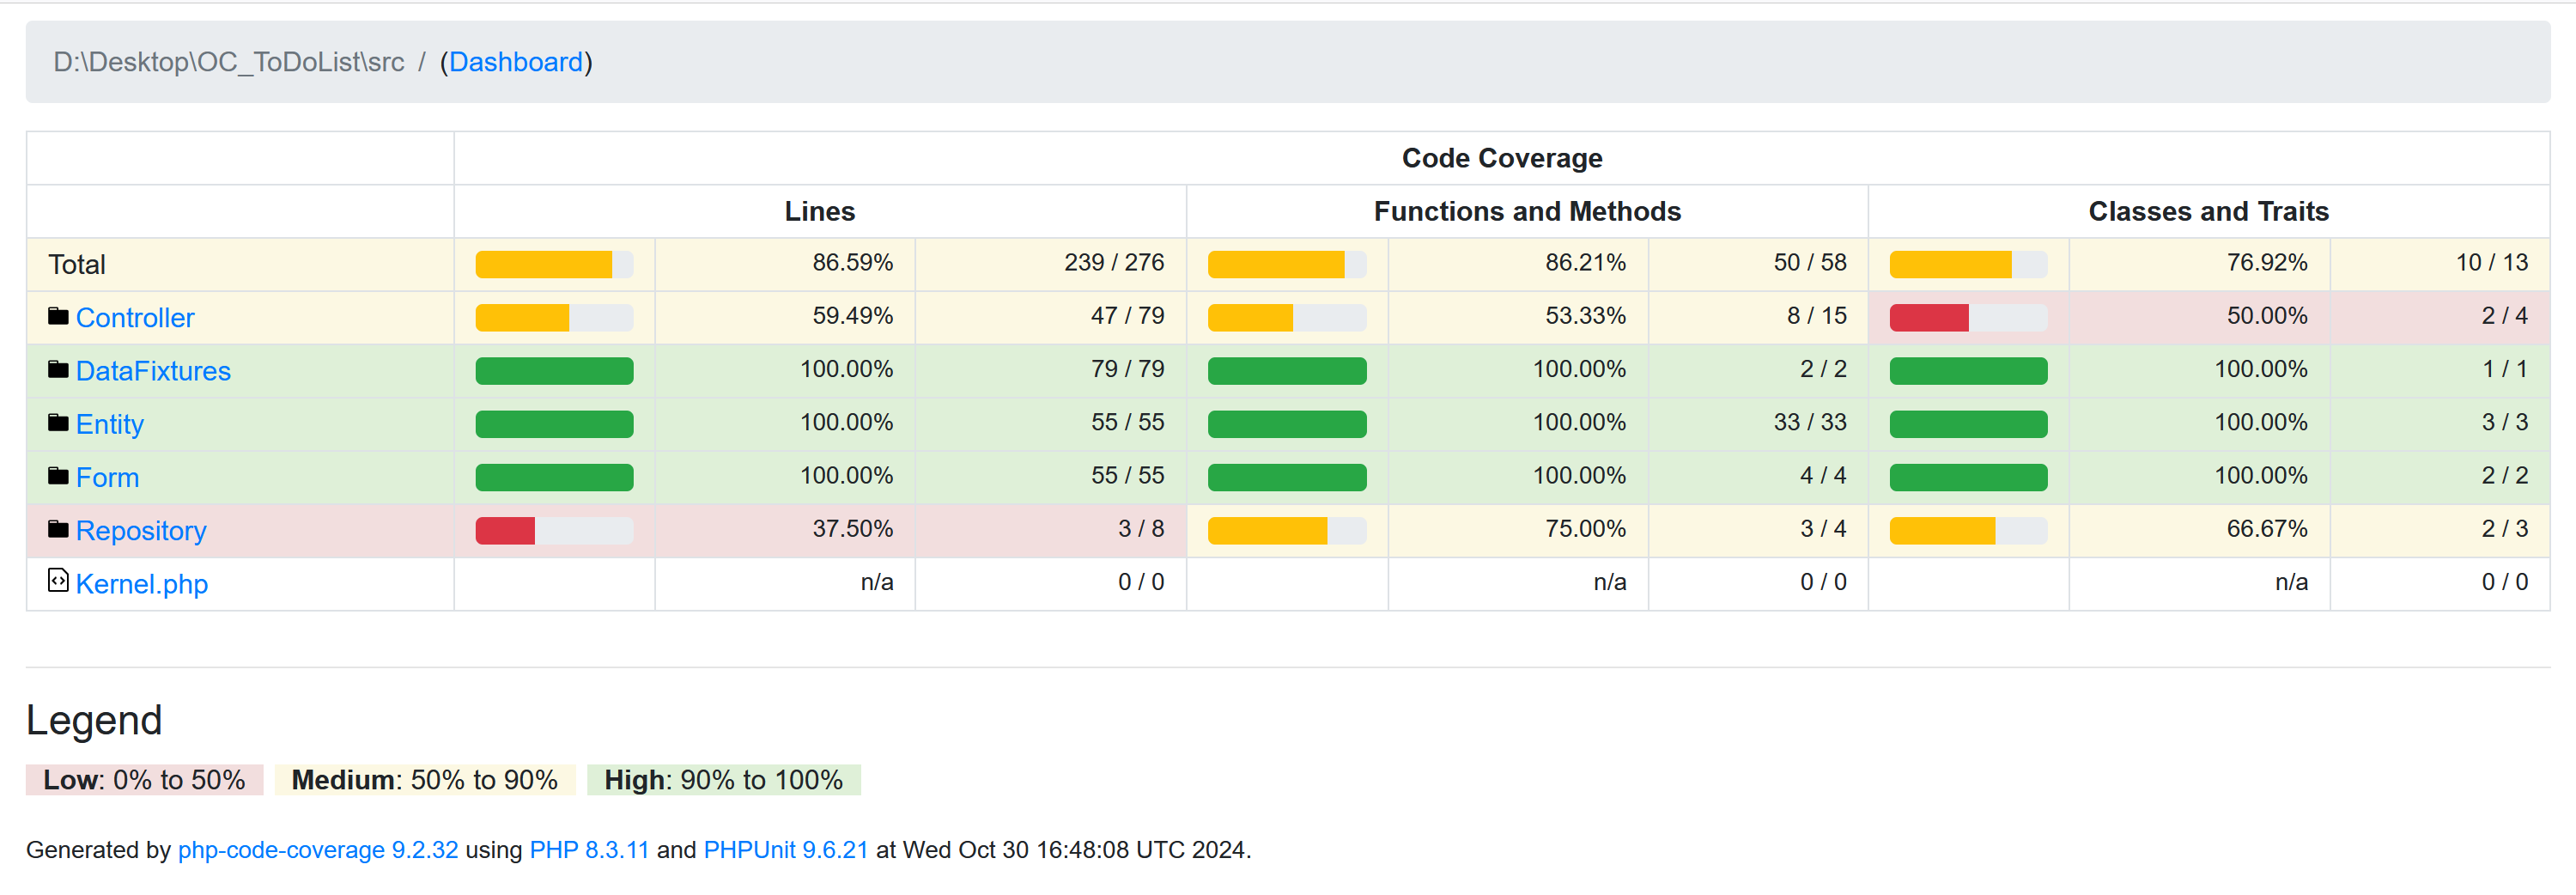 D:\Desktop\OC_ToDoList\src / (Dashboard)
Code Coverage
Lines Functions and Methods Classes and Traits
Total 86.59% 239 / 276 86.21% 50 / 58 76.92% 10 / 13
Controller 59.49% 47 / 79 53.33% 8 / 15 50.00% 2 / 4
DataFixtures 100.00% 79 / 79 100.00% 2 / 2 100.00% 1 / 1
Entity 100.00% 55 / 55 100.00% 33 / 33 100.00% 3 / 3
Form 100.00% 55 / 55 100.00% 4 / 4 100.00% 2 / 2
Repository 37.50% 3 / 8 75.00% 3 / 4 66.67% 2 / 3
Kernel.php n/a 0 / 0 n/a 0 / 0 n/a 0 / 0
Legend
Low: 0% to 50% Medium: 50% to 90% High: 90% to 100%
Generated by php-code-coverage 9.2.32 using PHP 8.3.11 and PHPUnit 9.6.21 at Wed Oct 30 16:48:08 UTC 2024.